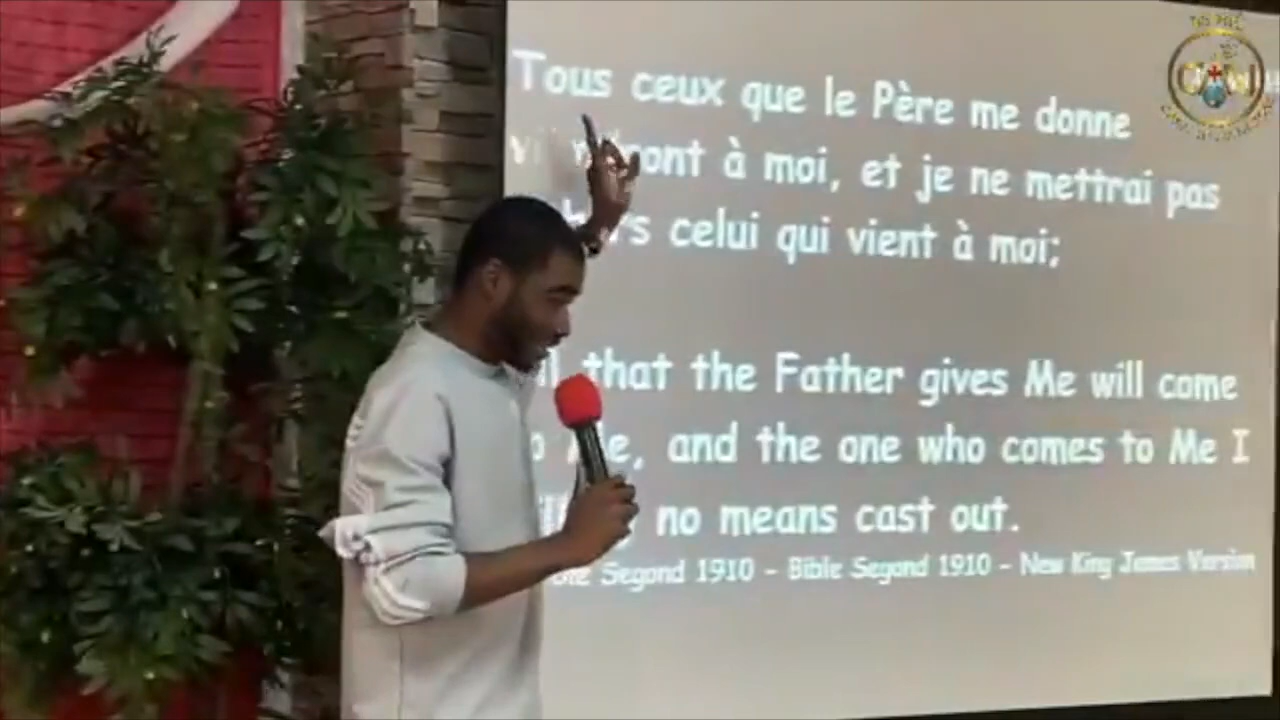 Tous ceux que le Père me donne
à moi, et je ne mettrai pas
celui qui vient à moi;
that the Father gives Me will come
and the one who comes to Me I
no means cast out.
Segond 1910 - Bible Segond 1910 - New King James Version